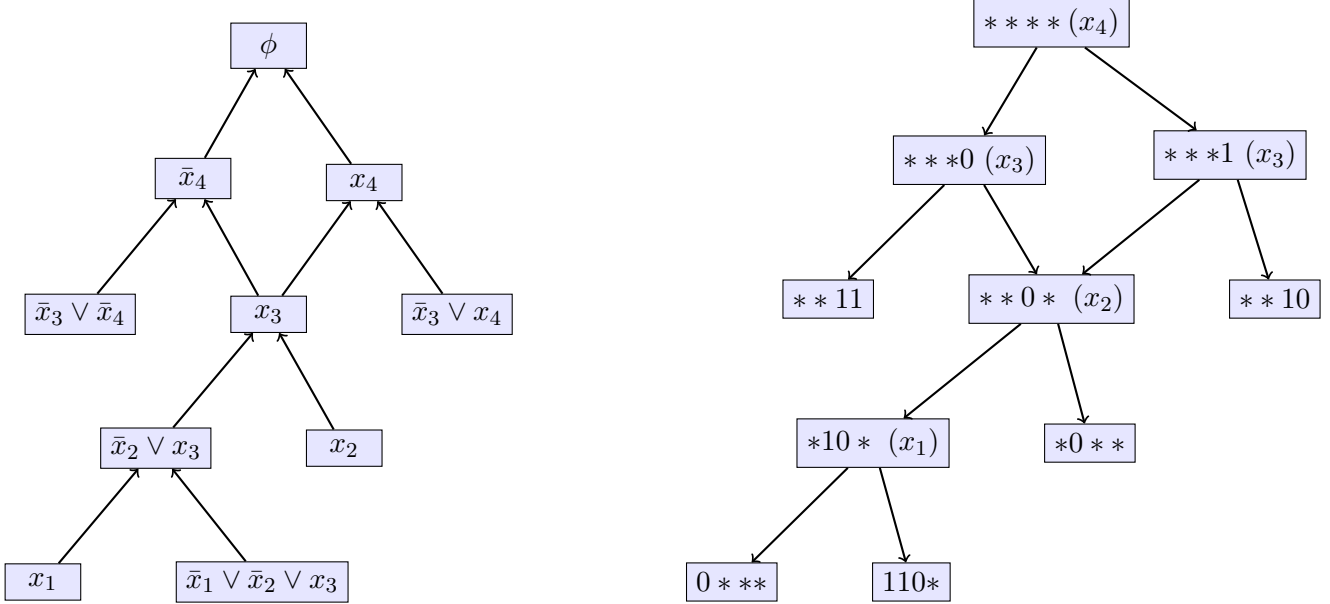 ϕ
∗ ∗ ∗ ∗ (x₄)
x̄₄
x₄
∗ ∗ ∗0 (x₃)
∗ ∗ ∗1 (x₃)
x̄₃ ∨ x̄₄
x₃
x̄₃ ∨ x₄
∗ ∗ 11
∗ ∗ 0 ∗ (x₂)
∗ ∗ 10
x̄₂ ∨ x₃
x₂
∗10 ∗ (x₁)
∗0 ∗ ∗
x₁
x̄₁ ∨ x̄₂ ∨ x₃
0 ∗ ∗∗
110∗